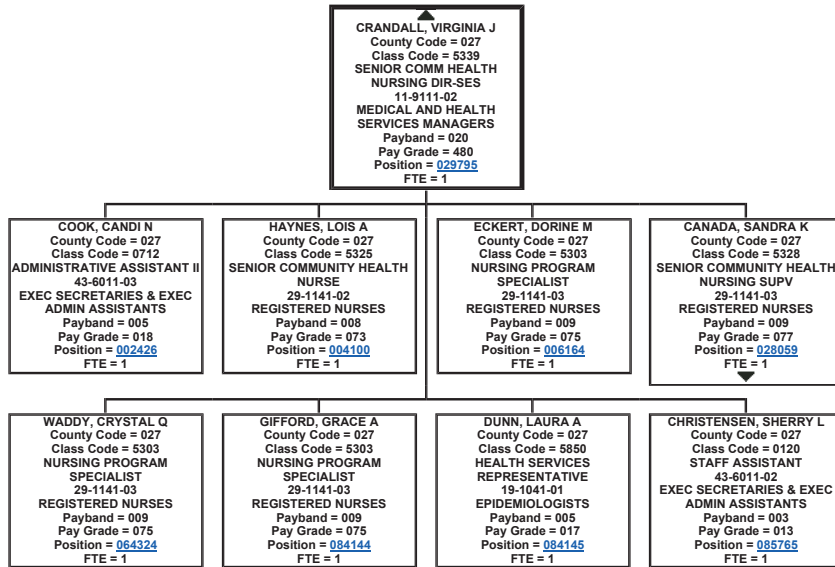 CRANDALL, VIRGINIA J
County Code = 027
Class Code = 5339
SENIOR COMM HEALTH
NURSING DIR-SES
11-9111-02
MEDICAL AND HEALTH
SERVICES MANAGERS
Payband = 020
Pay Grade = 480
Position = 029795
FTE = 1
COOK, CANDI N
County Code = 027
Class Code = 0712
ADMINISTRATIVE ASSISTANT II
43-6011-03
EXEC SECRETARIES & EXEC
ADMIN ASSISTANTS
Payband = 005
Pay Grade = 018
Position = 002426
FTE = 1
HAYNES, LOIS A
County Code = 027
Class Code = 5325
SENIOR COMMUNITY HEALTH
NURSE
29-1141-02
REGISTERED NURSES
Payband = 008
Pay Grade = 073
Position = 004100
FTE = 1
ECKERT, DORINE M
County Code = 027
Class Code = 5303
NURSING PROGRAM
SPECIALIST
29-1141-03
REGISTERED NURSES
Payband = 009
Pay Grade = 075
Position = 006164
FTE = 1
CANADA, SANDRA K
County Code = 027
Class Code = 5328
SENIOR COMMUNITY HEALTH
NURSING SUPV
29-1141-03
REGISTERED NURSES
Payband = 009
Pay Grade = 077
Position = 028059
FTE = 1
WADDY, CRYSTAL Q
County Code = 027
Class Code = 5303
NURSING PROGRAM
SPECIALIST
29-1141-03
REGISTERED NURSES
Payband = 009
Pay Grade = 075
Position = 064324
FTE = 1
GIFFORD, GRACE A
County Code = 027
Class Code = 5303
NURSING PROGRAM
SPECIALIST
29-1141-03
REGISTERED NURSES
Payband = 009
Pay Grade = 075
Position = 084144
FTE = 1
DUNN, LAURA A
County Code = 027
Class Code = 5850
HEALTH SERVICES
REPRESENTATIVE
19-1041-01
EPIDEMIOLOGISTS
Payband = 005
Pay Grade = 017
Position = 084145
FTE = 1
CHRISTENSEN, SHERRY L
County Code = 027
Class Code = 0120
STAFF ASSISTANT
43-6011-02
EXEC SECRETARIES & EXEC
ADMIN ASSISTANTS
Payband = 003
Pay Grade = 013
Position = 085765
FTE = 1